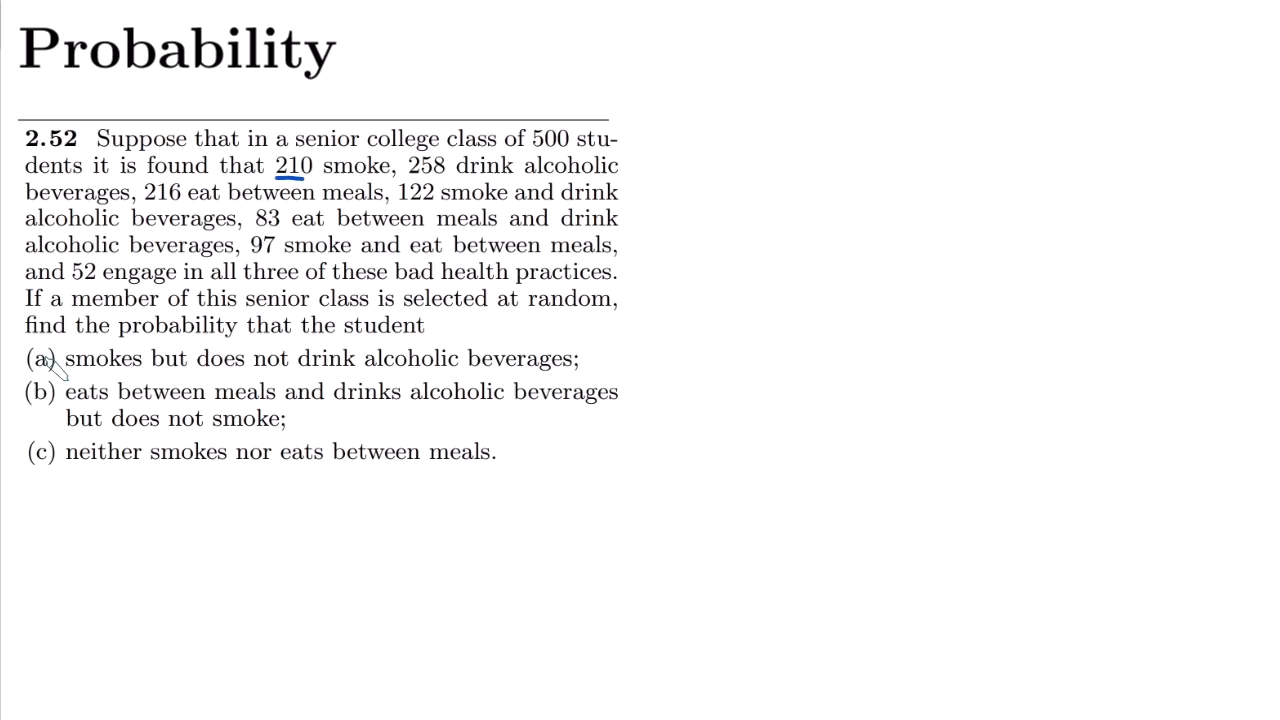 Probability
2.52 Suppose that in a senior college class of 500 stu-
dents it is found that 210 smoke, 258 drink alcoholic
beverages, 216 eat between meals, 122 smoke and drink
alcoholic beverages, 83 eat between meals and drink
alcoholic beverages, 97 smoke and eat between meals,
and 52 engage in all three of these bad health practices.
If a member of this senior class is selected at random,
find the probability that the student
(a) smokes but does not drink alcoholic beverages;
(b) eats between meals and drinks alcoholic beverages
but does not smoke;
(c) neither smokes nor eats between meals.